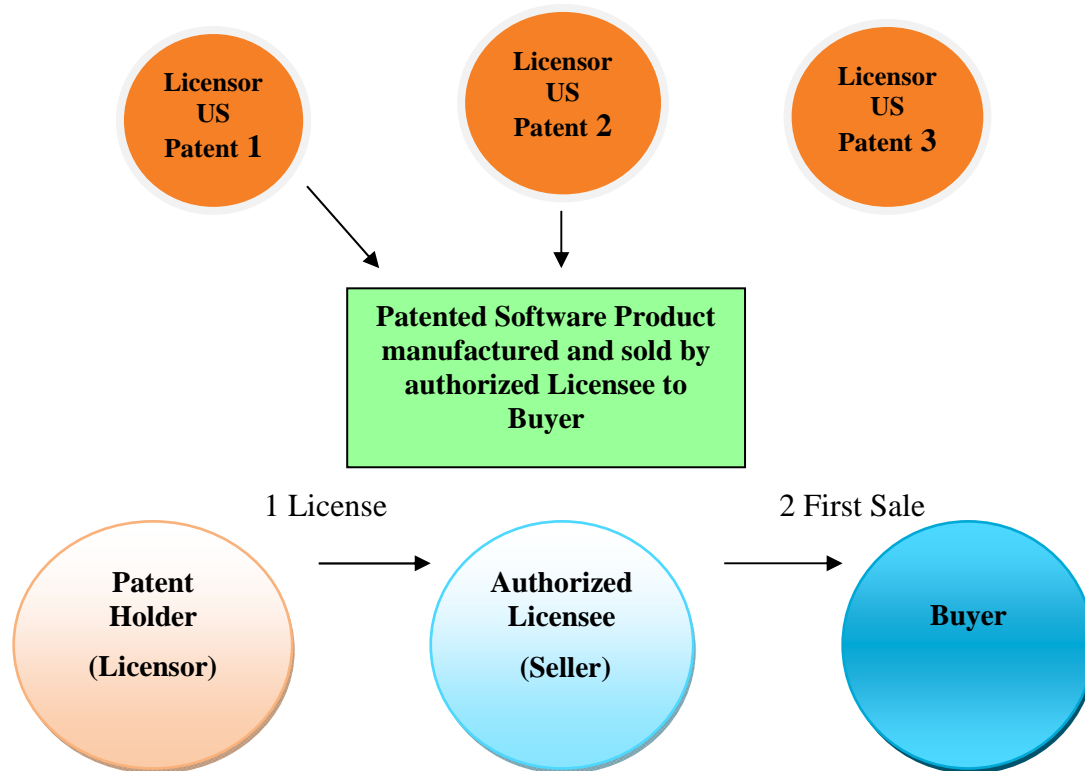 Licensor
US
Patent 1
Licensor
US
Patent 2
Licensor
US
Patent 3
Patented Software Product
manufactured and sold by
authorized Licensee to
Buyer
1 License
2 First Sale
Patent
Holder
(Licensor)
Authorized
Licensee
(Seller)
Buyer